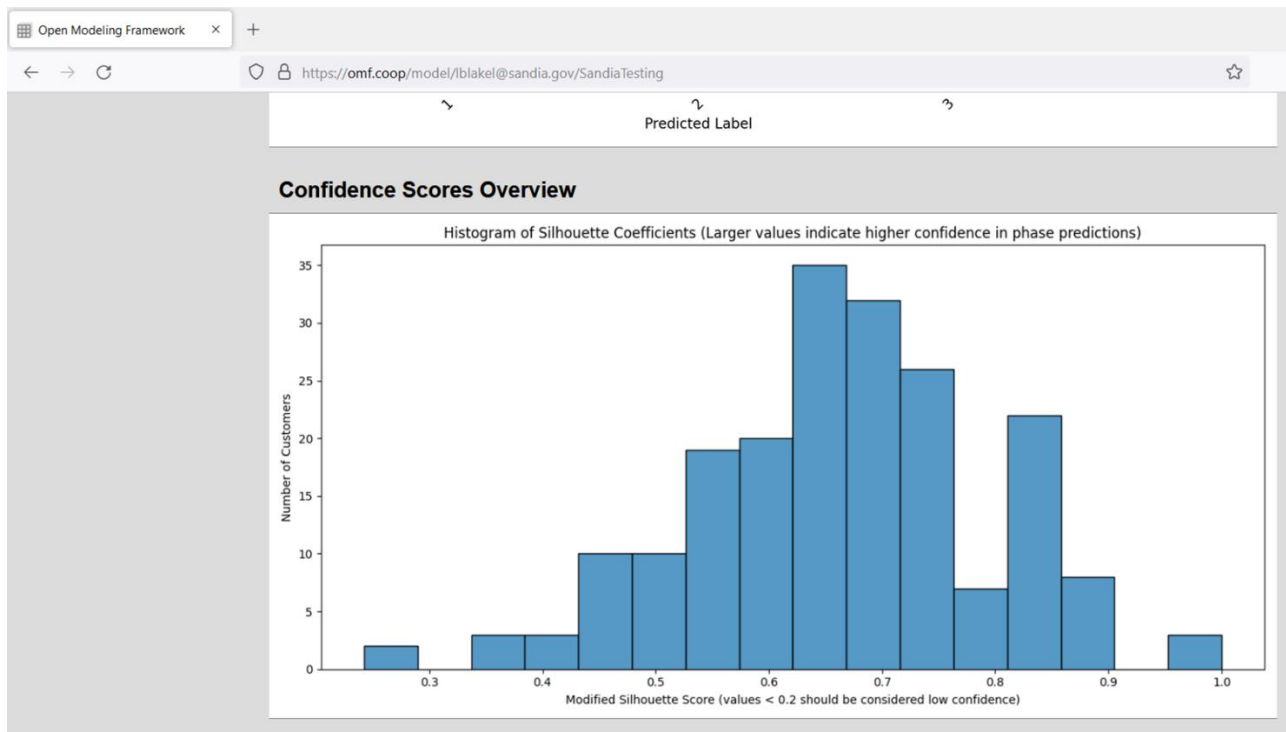 Open Modeling Framework
https://omf.coop/model/lblakel@sandia.gov/SandiaTesting
1 2 3
Predicted Label
Confidence Scores Overview
Histogram of Silhouette Coefficients (Larger values indicate higher confidence in phase predictions)
35
30
25
20
15
10
5
0
Number of Customers
0.3 0.4 0.5 0.6 0.7 0.8 0.9 1.0
Modified Silhouette Score (values < 0.2 should be considered low confidence)